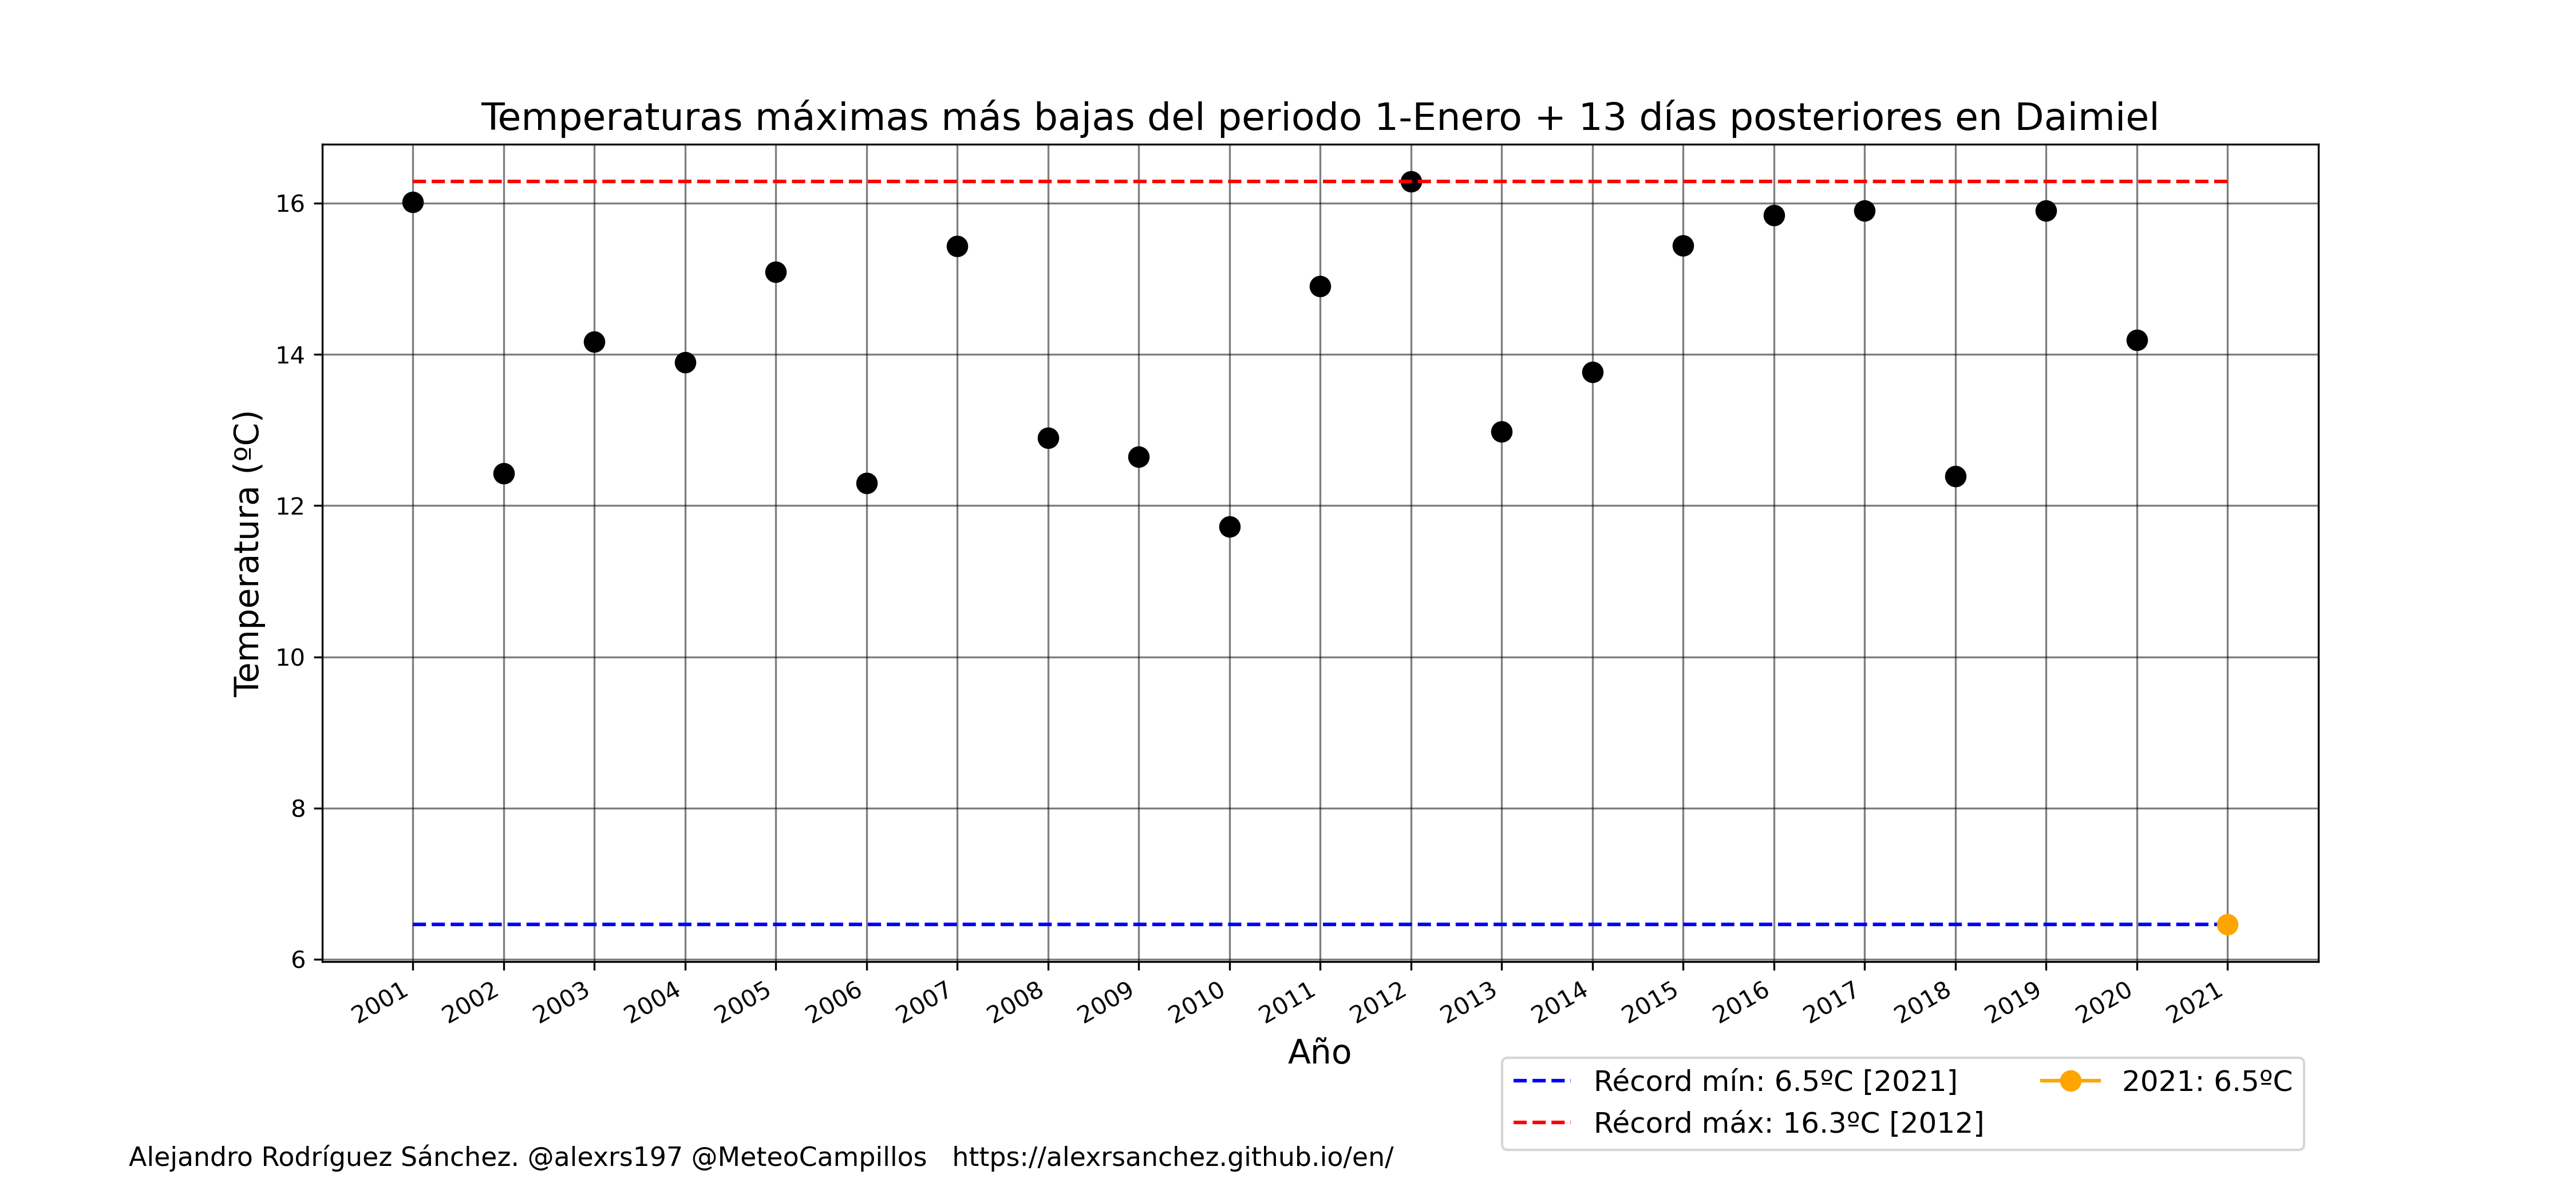 Temperaturas máximas más bajas del periodo 1-Enero + 13 días posteriores en Daimiel
Temperatura (ºC)
16
14
12
10
8
6
2001 2002 2003 2004 2005 2006 2007 2008 2009 2010 2011 2012 2013 2014 2015 2016 2017 2018 2019 2020 2021
Año
Récord mín: 6.5ºC [2021]
Récord máx: 16.3ºC [2012]
2021: 6.5ºC
Alejandro Rodríguez Sánchez. @alexrs197 @MeteoCampillos https://alexrsanchez.github.io/en/